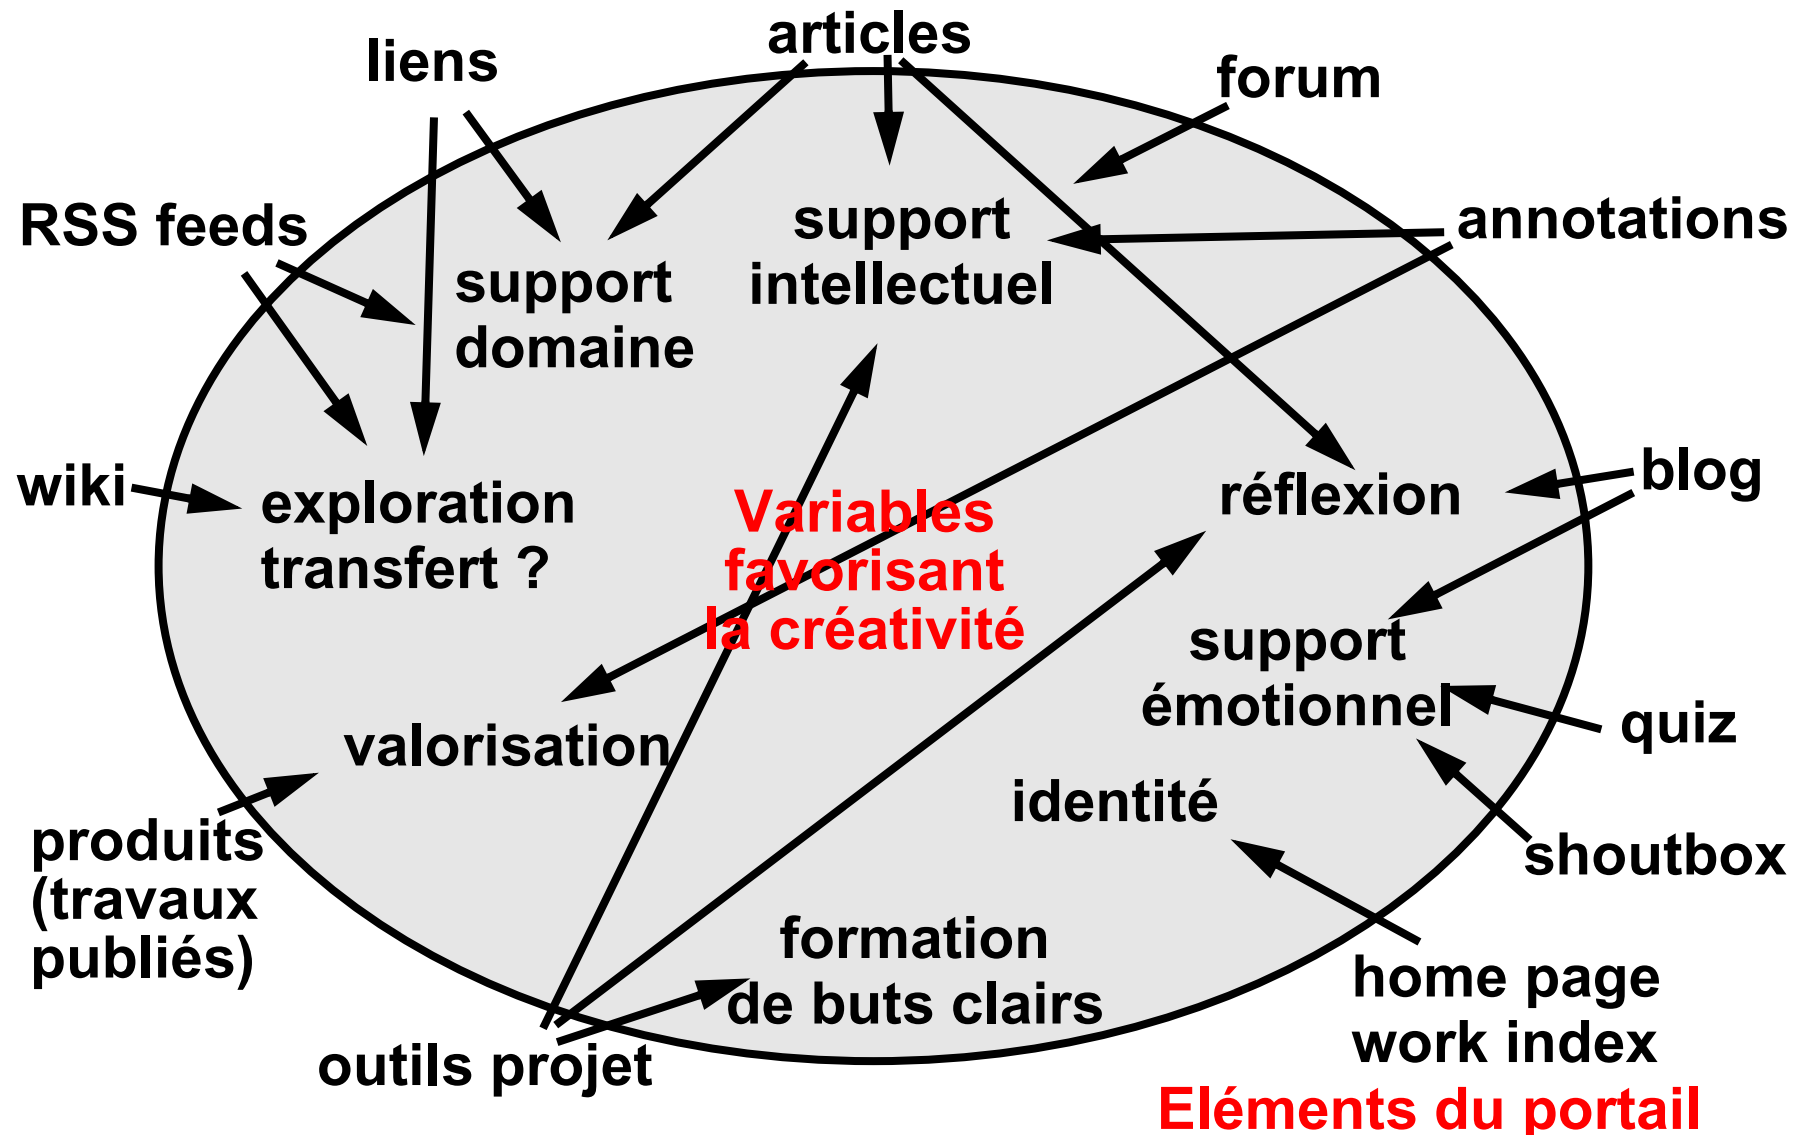 articles
liens
forum
RSS feeds
support
intellectuel
annotations
support
domaine
wiki
exploration
transfert ?
Variables
favorisant
la créativité
réflexion
blog
support
émotionnel
valorisation
quiz
identité
produits
(travaux
publiés)
shoutbox
formation
de buts clairs
home page
work index
outils projet
Eléments du portail